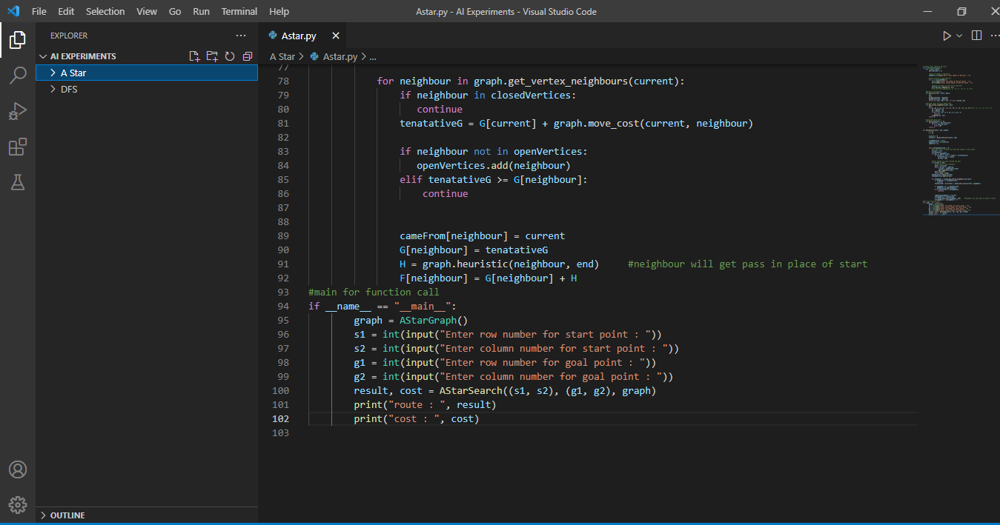 File Edit Selection View Go Run Terminal Help
Astar.py - AI Experiments - Visual Studio Code
EXPLORER
AI EXPERIMENTS
A Star
DFS
OUTLINE
Astar.py
A Star > Astar.py > ...
77
78 for neighbour in graph.get_vertex_neighbours(current):
79 if neighbour in closedVertices:
80 continue
81 tenatativeG = G[current] + graph.move_cost(current, neighbour)
82
83 if neighbour not in openVertices:
84 openVertices.add(neighbour)
85 elif tenatativeG >= G[neighbour]:
86 continue
87
88
89 cameFrom[neighbour] = current
90 G[neighbour] = tenatativeG
91 H = graph.heuristic(neighbour, end) #neighbour will get pass in place of start
92 F[neighbour] = G[neighbour] + H
93 #main for function call
94 if __name__ == "__main__":
95 graph = AStarGraph()
96 s1 = int(input("Enter row number for start point : "))
97 s2 = int(input("Enter column number for start point : "))
98 g1 = int(input("Enter row number for goal point : "))
99 g2 = int(input("Enter column number for goal point : "))
100 result, cost = AStarSearch((s1, s2), (g1, g2), graph)
101 print("route : ", result)
102 print("cost : ", cost)
103